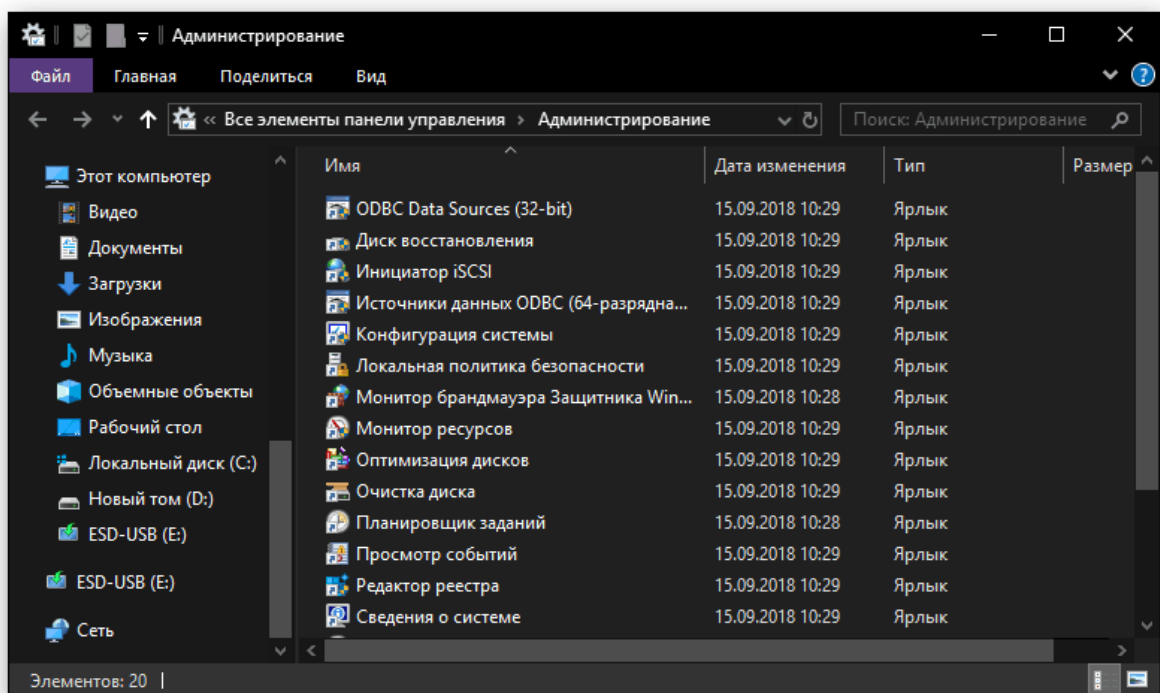 Администрирование
Файл Главная Поделиться Вид
« Все элементы панели управления > Администрирование Поиск: Администрирование
Этот компьютер
Видео
Документы
Загрузки
Изображения
Музыка
Объемные объекты
Рабочий стол
Локальный диск (C:)
Новый том (D:)
ESD-USB (E:)
ESD-USB (E:)
Сеть
Имя Дата изменения Тип Размер
ODBC Data Sources (32-bit) 15.09.2018 10:29 Ярлык
Диск восстановления 15.09.2018 10:29 Ярлык
Инициатор iSCSI 15.09.2018 10:29 Ярлык
Источники данных ODBC (64-разрядна... 15.09.2018 10:29 Ярлык
Конфигурация системы 15.09.2018 10:29 Ярлык
Локальная политика безопасности 15.09.2018 10:29 Ярлык
Монитор брандмауэра Защитника Win... 15.09.2018 10:28 Ярлык
Монитор ресурсов 15.09.2018 10:29 Ярлык
Оптимизация дисков 15.09.2018 10:29 Ярлык
Очистка диска 15.09.2018 10:29 Ярлык
Планировщик заданий 15.09.2018 10:28 Ярлык
Просмотр событий 15.09.2018 10:29 Ярлык
Редактор реестра 15.09.2018 10:29 Ярлык
Сведения о системе 15.09.2018 10:29 Ярлык
Элементов: 20